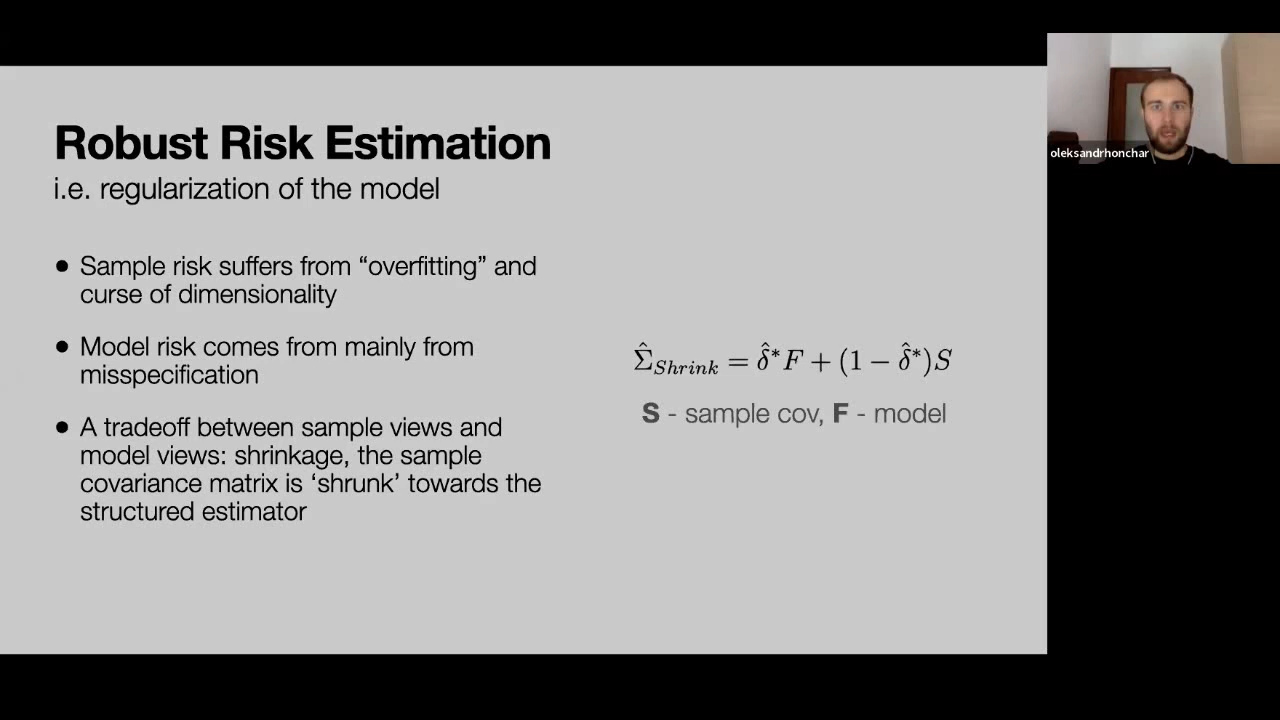 Robust Risk Estimation
i.e. regularization of the model
● Sample risk suffers from “overfitting” and
curse of dimensionality
● Model risk comes from mainly from
misspecification
● A tradeoff between sample views and
model views: shrinkage, the sample
covariance matrix is ‘shrunk’ towards the
structured estimator
Σ̂_Shrink = δ̂*F + (1 − δ̂*)S
S - sample cov, F - model
oleksandrhonchar